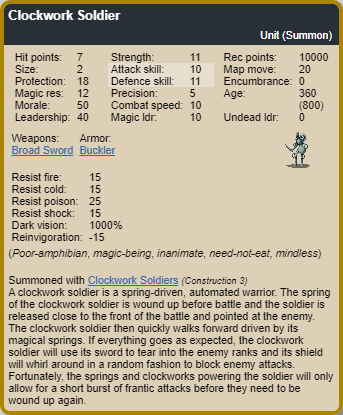 Clockwork Soldier
Unit (Summon)
Hit points: 7 Strength: 11 Rec points: 10000
Size: 2 Attack skill: 10 Map move: 20
Protection: 18 Defence skill: 11 Encumbrance: 0
Magic res: 12 Precision: 5 Age: 360
Morale: 50 Combat speed: 10 (800)
Leadership: 40 Magic ldr: 10 Undead ldr: 0
Weapons: Armor:
Broad Sword Buckler
Resist fire: 15
Resist cold: 15
Resist poison: 25
Resist shock: 15
Dark vision: 1000%
Reinvigoration: -15
(Poor-amphibian, magic-being, inanimate, need-not-eat, mindless)
Summoned with Clockwork Soldiers (Construction 3)
A clockwork soldier is a spring-driven, automated warrior. The spring
of the clockwork soldier is wound up before battle and the soldier is
released close to the front of the battle and pointed at the enemy.
The clockwork soldier then quickly walks forward driven by its
magical springs. If everything goes as expected, the clockwork
soldier will use its sword to tear into the enemy ranks and its shield
will whirl around in a random fashion to block enemy attacks.
Fortunately, the springs and clockworks powering the soldier will only
allow for a short burst of frantic attacks before they need to be
wound up again.